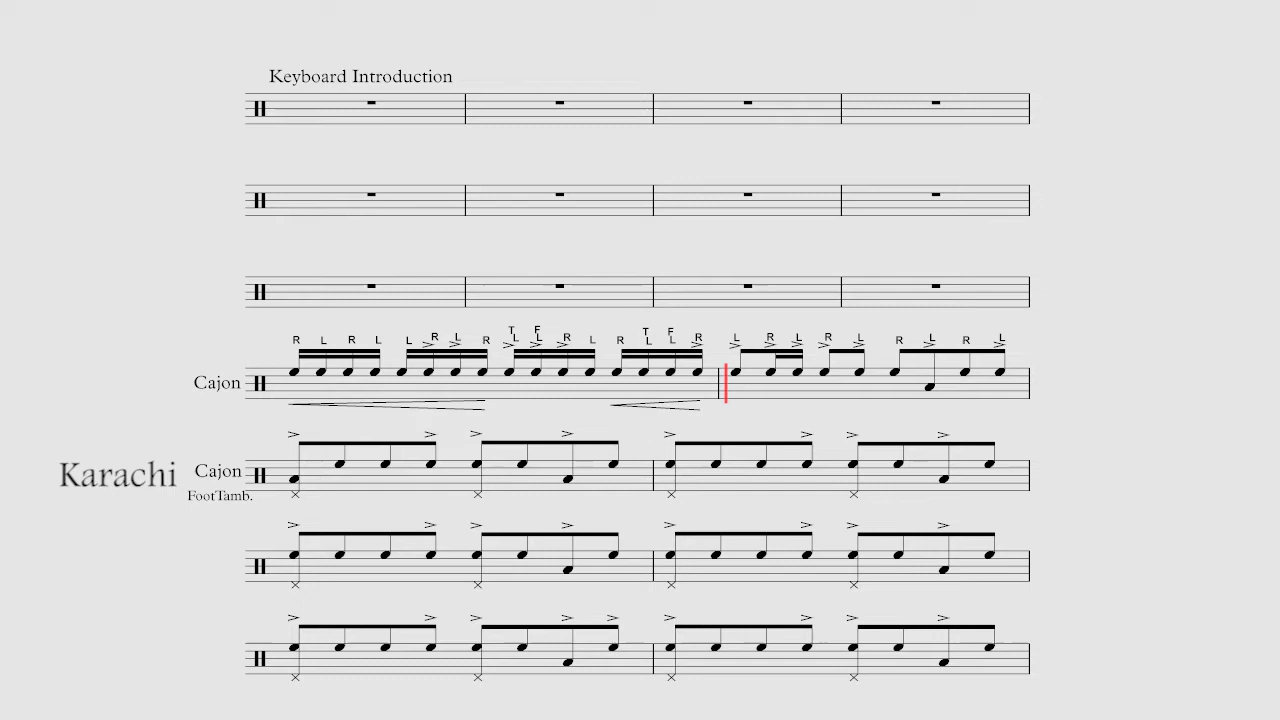 Keyboard Introduction
R L R L L R L R T L F L R L R T L F L R L R L R L R L R L
Cajon
Karachi Cajon
FootTamb.